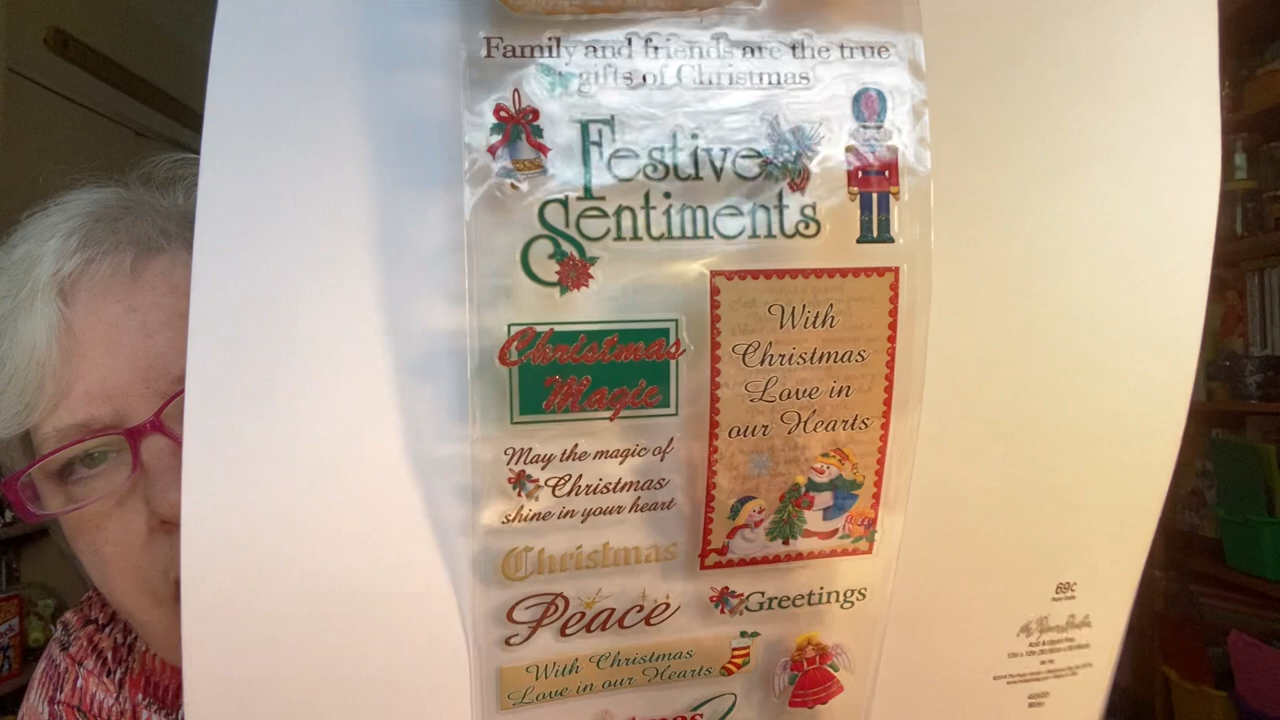 Family and friends are the true
gifts of Christmas
Festive
Sentiments
Christmas
Magic
With
Christmas
Love in
our Hearts
May the magic of
Christmas
shine in your heart
Christmas
Peace
Greetings
With Christmas
Love in our Hearts
69¢